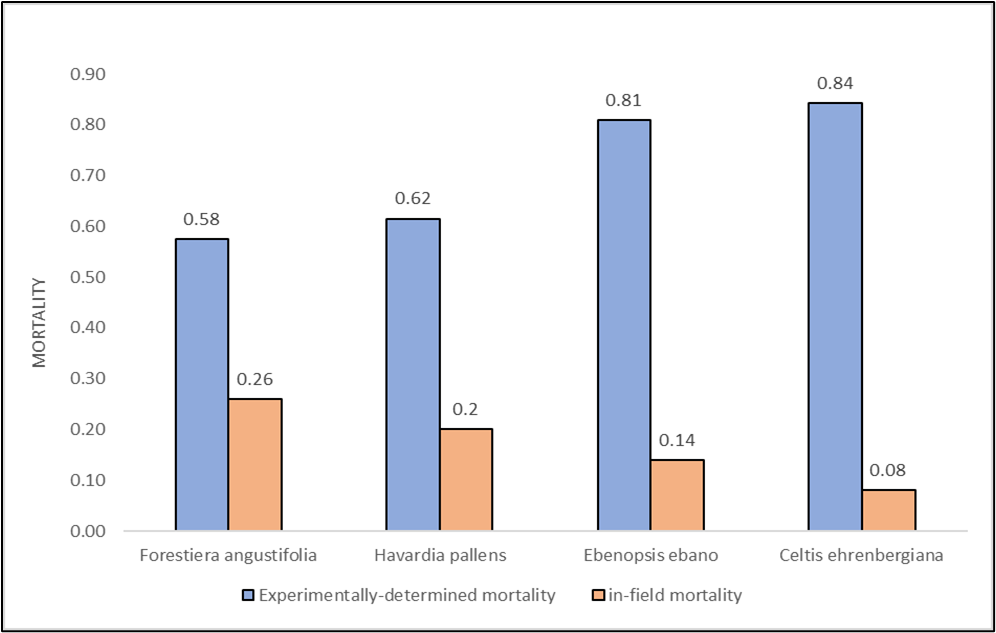 0.90
0.80
0.70
0.60
0.50
0.40
0.30
0.20
0.10
0.00
MORTALITY
0.58
0.26
0.62
0.2
0.81
0.14
0.84
0.08
Forestiera angustifolia
Havardia pallens
Ebenopsis ebano
Celtis ehrenbergiana
Experimentally-determined mortality
in-field mortality